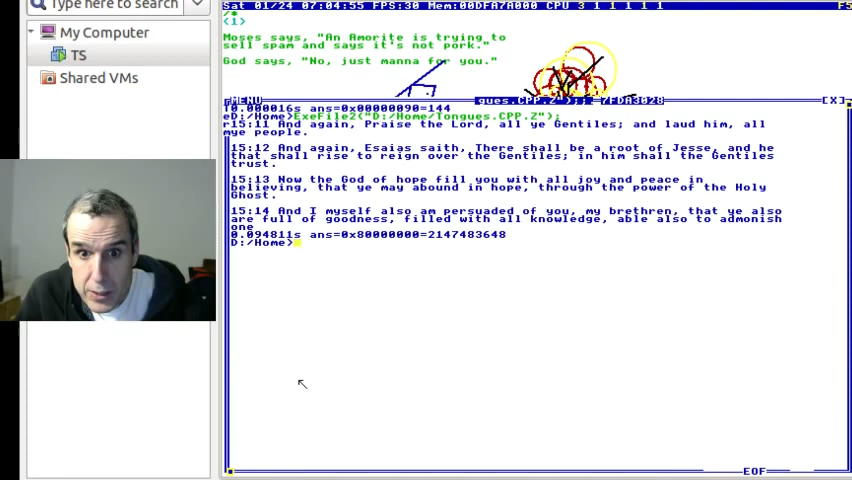 Type here to search
My Computer
TS
Shared VMs
Sat 01/24 07:04:55 FPS:30 Mem:00DFA7A000 CPU 3 1 1 1 1 1 F5
/*
(1)
Moses says, "An Amorite is trying to
sell spam and says it's not pork."
God says, "No, just manna for you."
MENU gues.CPP.Z"); 7FDA3028 [X]
0.000016s ans=0x00000090=144
D:/Home>ExeFile2("D:/Home/Tongues.CPP.Z");
15:11 And again, Praise the Lord, all ye Gentiles; and laud him, all
ye people.
15:12 And again, Esaias saith, There shall be a root of Jesse, and he
that shall rise to reign over the Gentiles; in him shall the Gentiles
trust.
15:13 Now the God of hope fill you with all joy and peace in
believing, that ye may abound in hope, through the power of the Holy
Ghost.
15:14 And I myself also am persuaded of you, my brethren, that ye also
are full of goodness, filled with all knowledge, able also to admonish
one
0.094811s ans=0x80000000=2147483648
D:/Home>
EOF